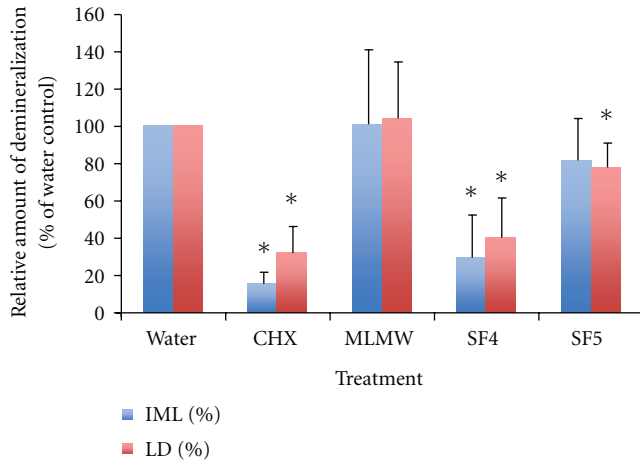 Relative amount of demineralization
(% of water control)
160
140
120
100
80
60
40
20
0
*
*
*
*
*
Water CHX MLMW SF4 SF5
Treatment
IML (%)
LD (%)